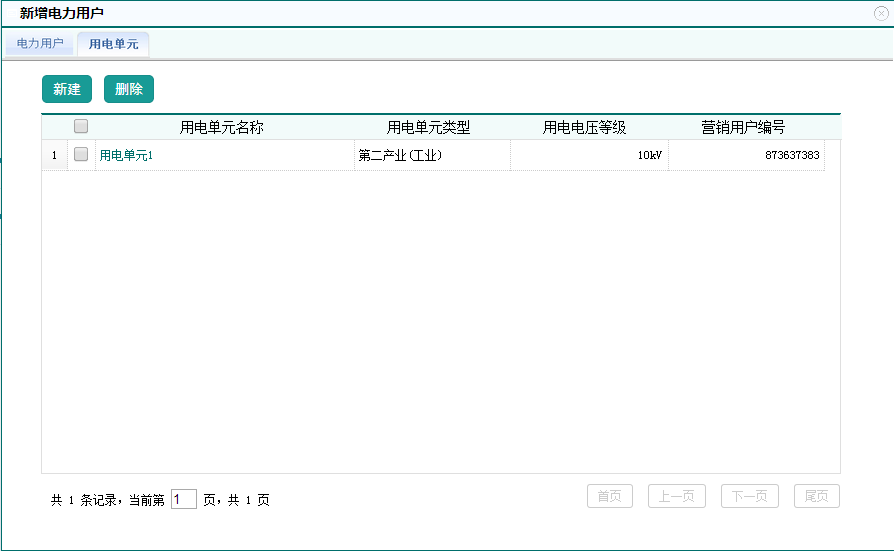 新增电力用户
电力用户 用电单元
新建 删除
用电单元名称 用电单元类型 用电电压等级 营销用户编号
1 用电单元1 第二产业(工业) 10kV 873637383
共 1 条记录，当前第 1 页，共 1 页 首页 上一页 下一页 尾页